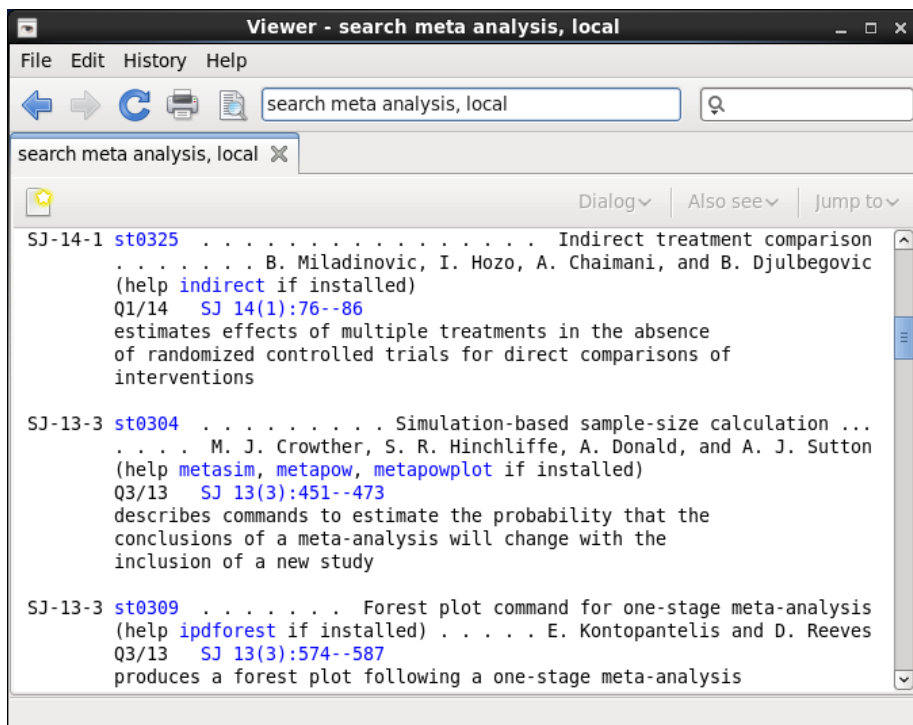 Viewer - search meta analysis, local
File Edit History Help
search meta analysis, local
search meta analysis, local
Dialog Also see Jump to
SJ-14-1 st0325 . . . . . . . . . . . . . . . . Indirect treatment comparison
. . . . . . . B. Miladinovic, I. Hozo, A. Chaimani, and B. Djulbegovic
(help indirect if installed)
Q1/14 SJ 14(1):76--86
estimates effects of multiple treatments in the absence
of randomized controlled trials for direct comparisons of
interventions
SJ-13-3 st0304 . . . . . . . . . Simulation-based sample-size calculation ...
. . . . M. J. Crowther, S. R. Hinchliffe, A. Donald, and A. J. Sutton
(help metasim, metapow, metapowplot if installed)
Q3/13 SJ 13(3):451--473
describes commands to estimate the probability that the
conclusions of a meta-analysis will change with the
inclusion of a new study
SJ-13-3 st0309 . . . . . . . Forest plot command for one-stage meta-analysis
(help ipdforest if installed) . . . . . E. Kontopantelis and D. Reeves
Q3/13 SJ 13(3):574--587
produces a forest plot following a one-stage meta-analysis